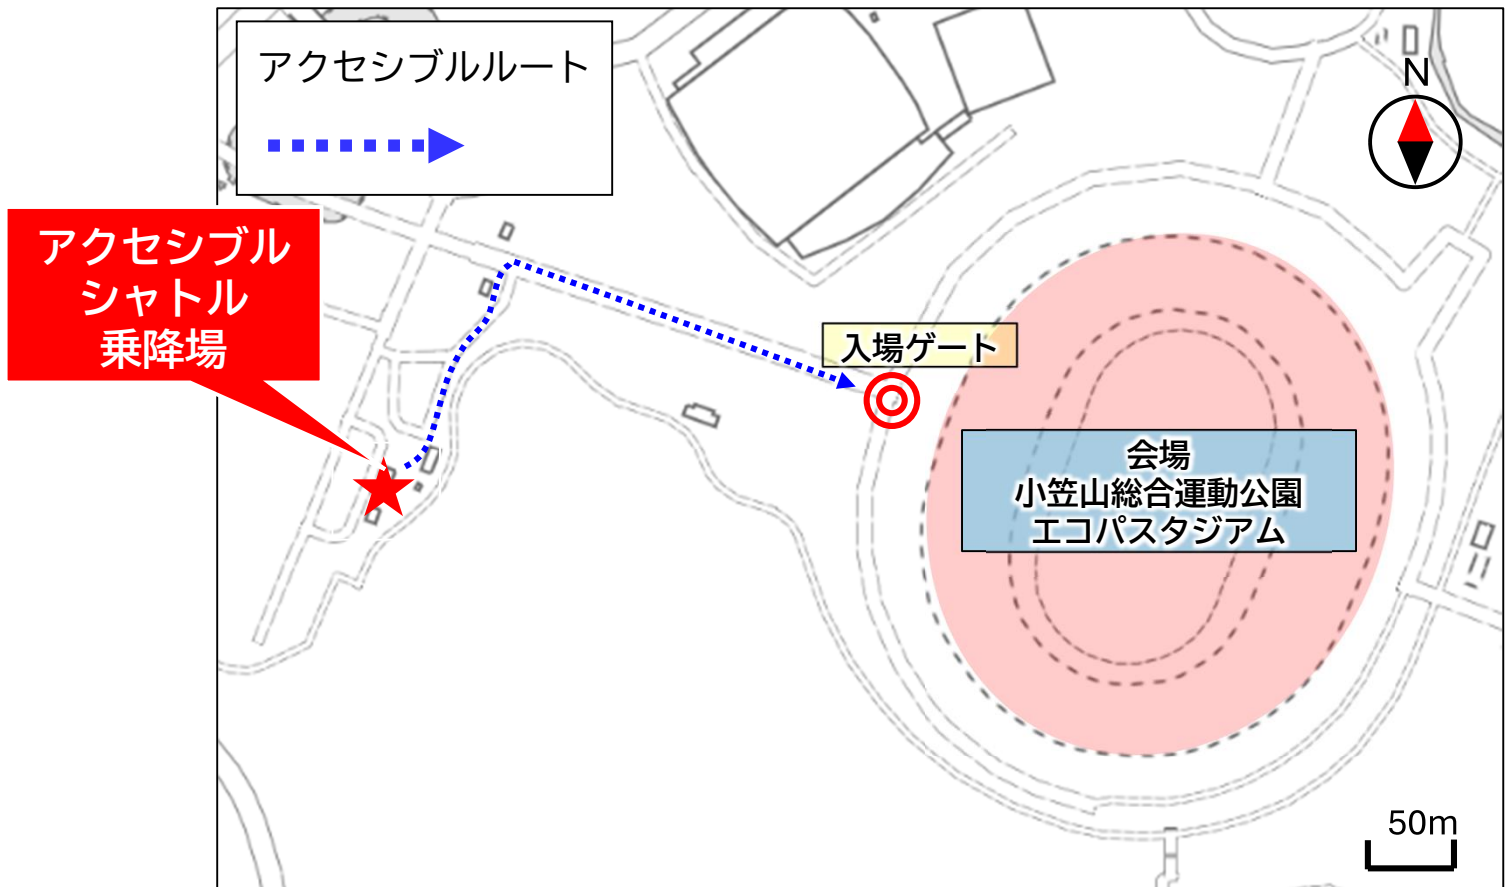 アクセシブルルート
N
アクセシブル
シャトル
乗降場
入場ゲート
会場
小笠山総合運動公園
エコパスタジアム
50m